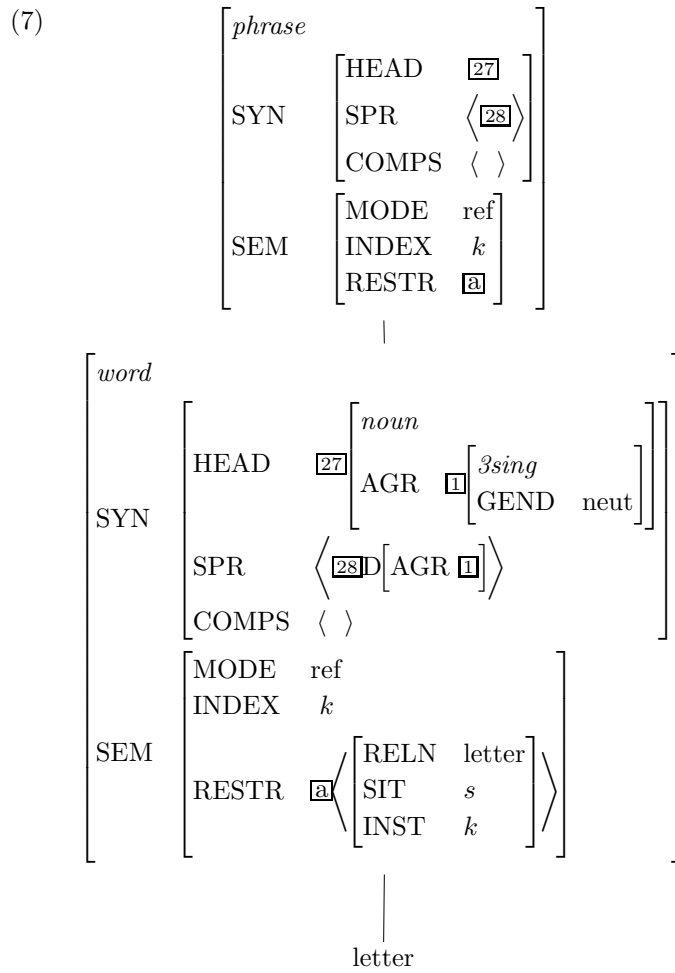 (7)
phrase
HEAD 27
SYN SPR ⟨ 28 ⟩
COMPS ⟨ ⟩
MODE ref
SEM INDEX k
RESTR a
word
noun
HEAD 27 AGR 1 3sing
GEND neut
SYN
SPR ⟨ 28 D [AGR 1] ⟩
COMPS ⟨ ⟩
MODE ref
INDEX k
SEM
RELN letter
RESTR a ⟨ SIT s ⟩
INST k
letter